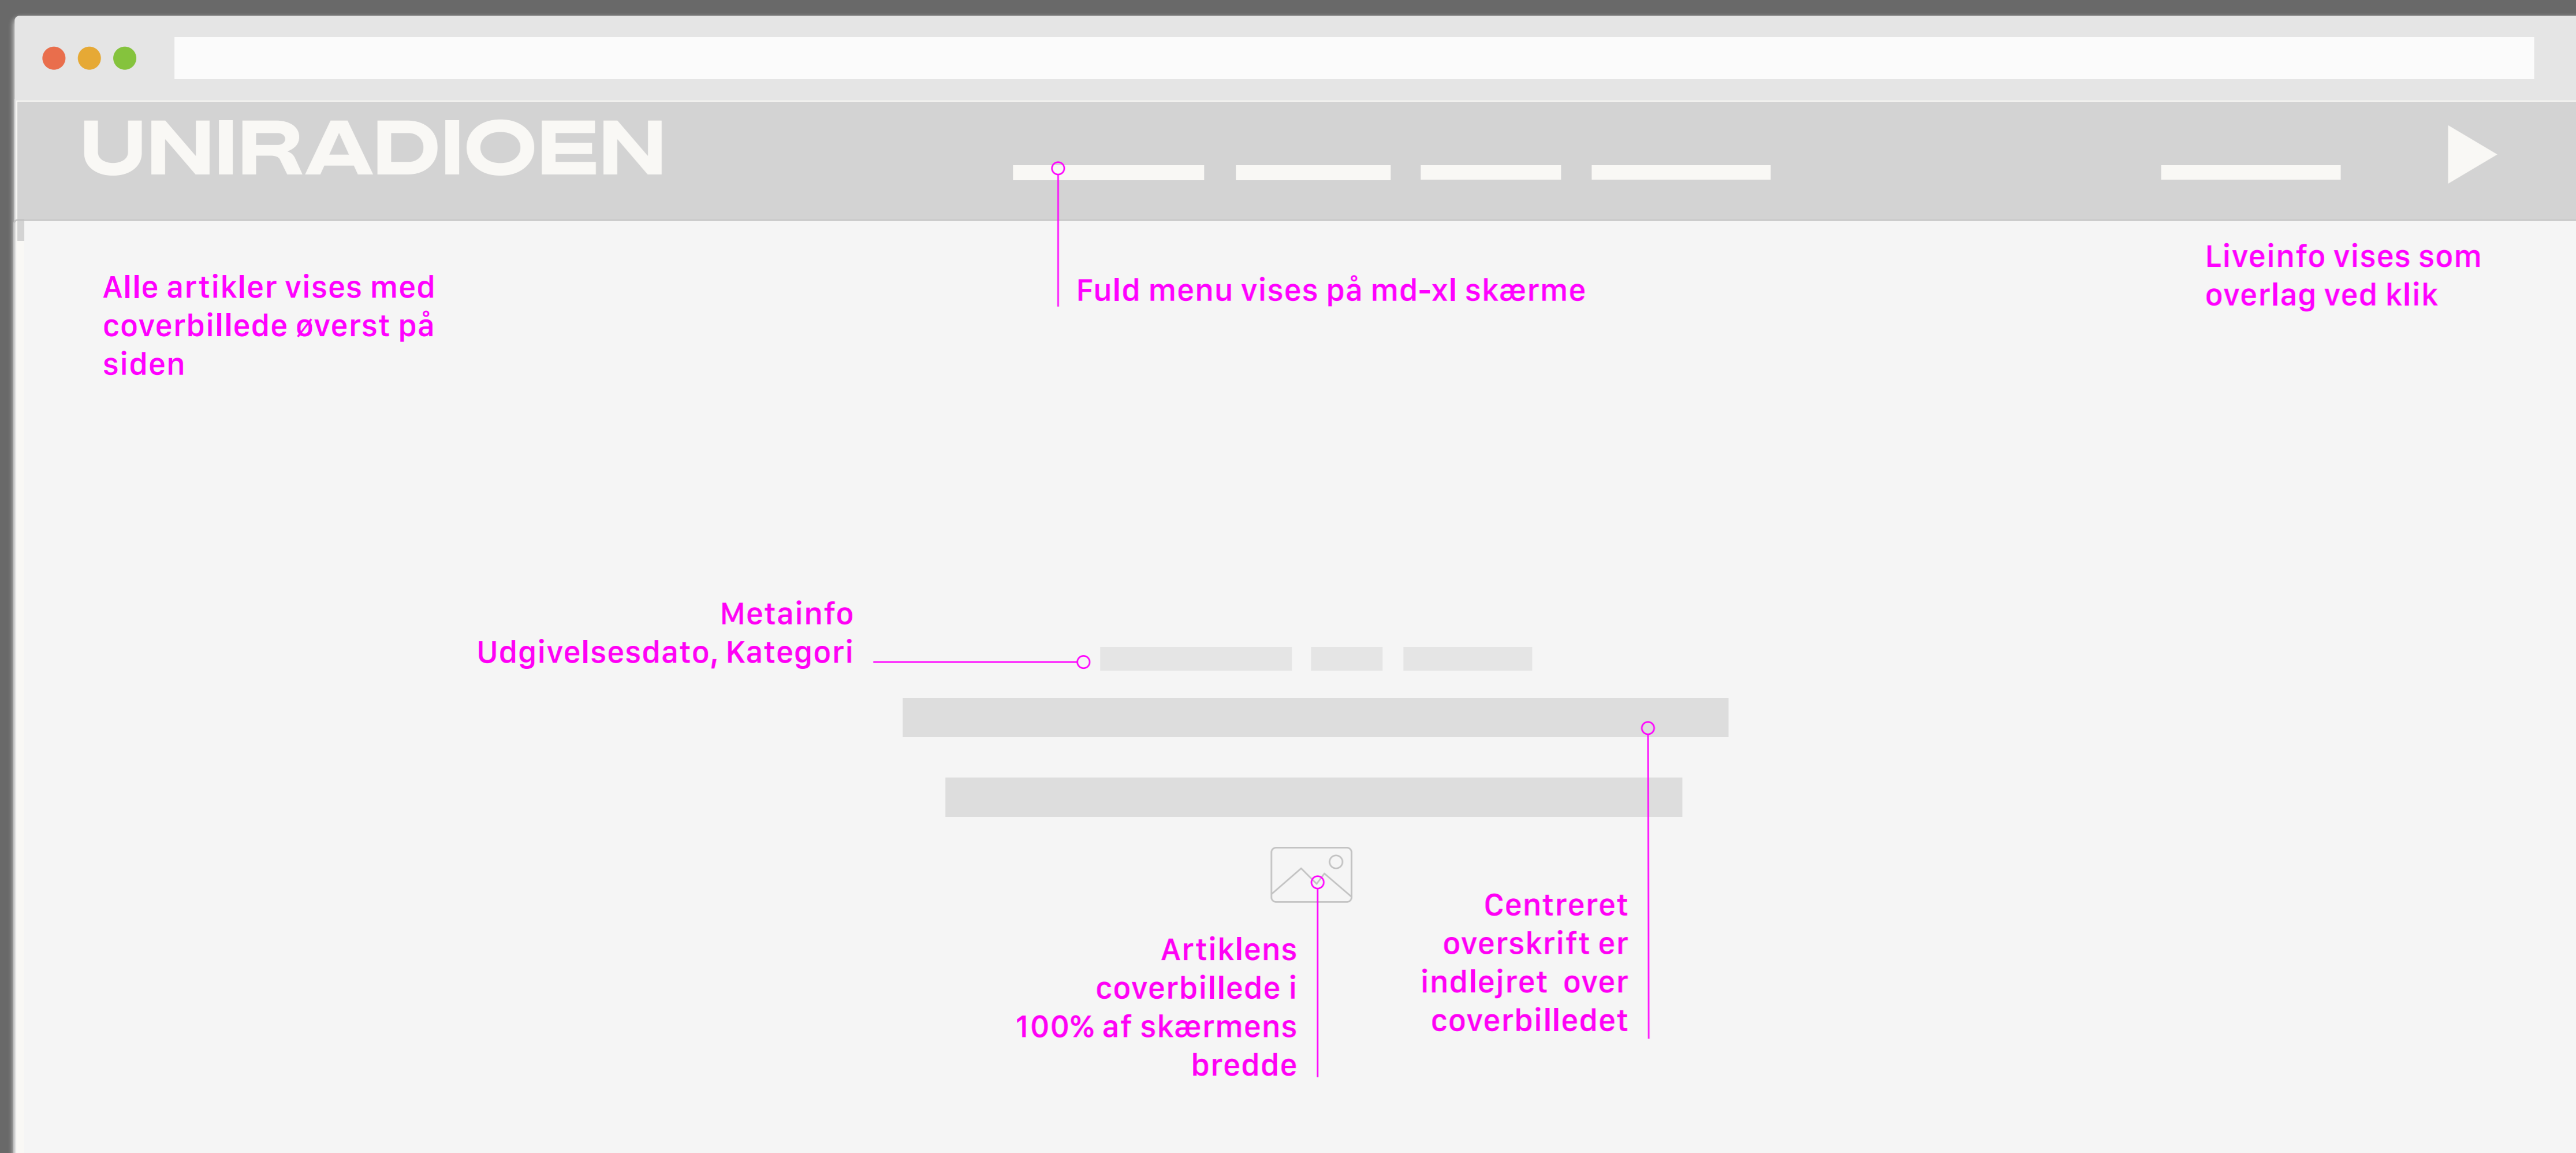 UNIRADIOEN
Alle artikler vises med
coverbillede øverst på
siden
Fuld menu vises på md-xl skærme
Liveinfo vises som
overlag ved klik
Metainfo
Udgivelsesdato, Kategori
Artiklens
coverbillede i
100% af skærmens
bredde
Centreret
overskrift er
indlejret  over
coverbilledet